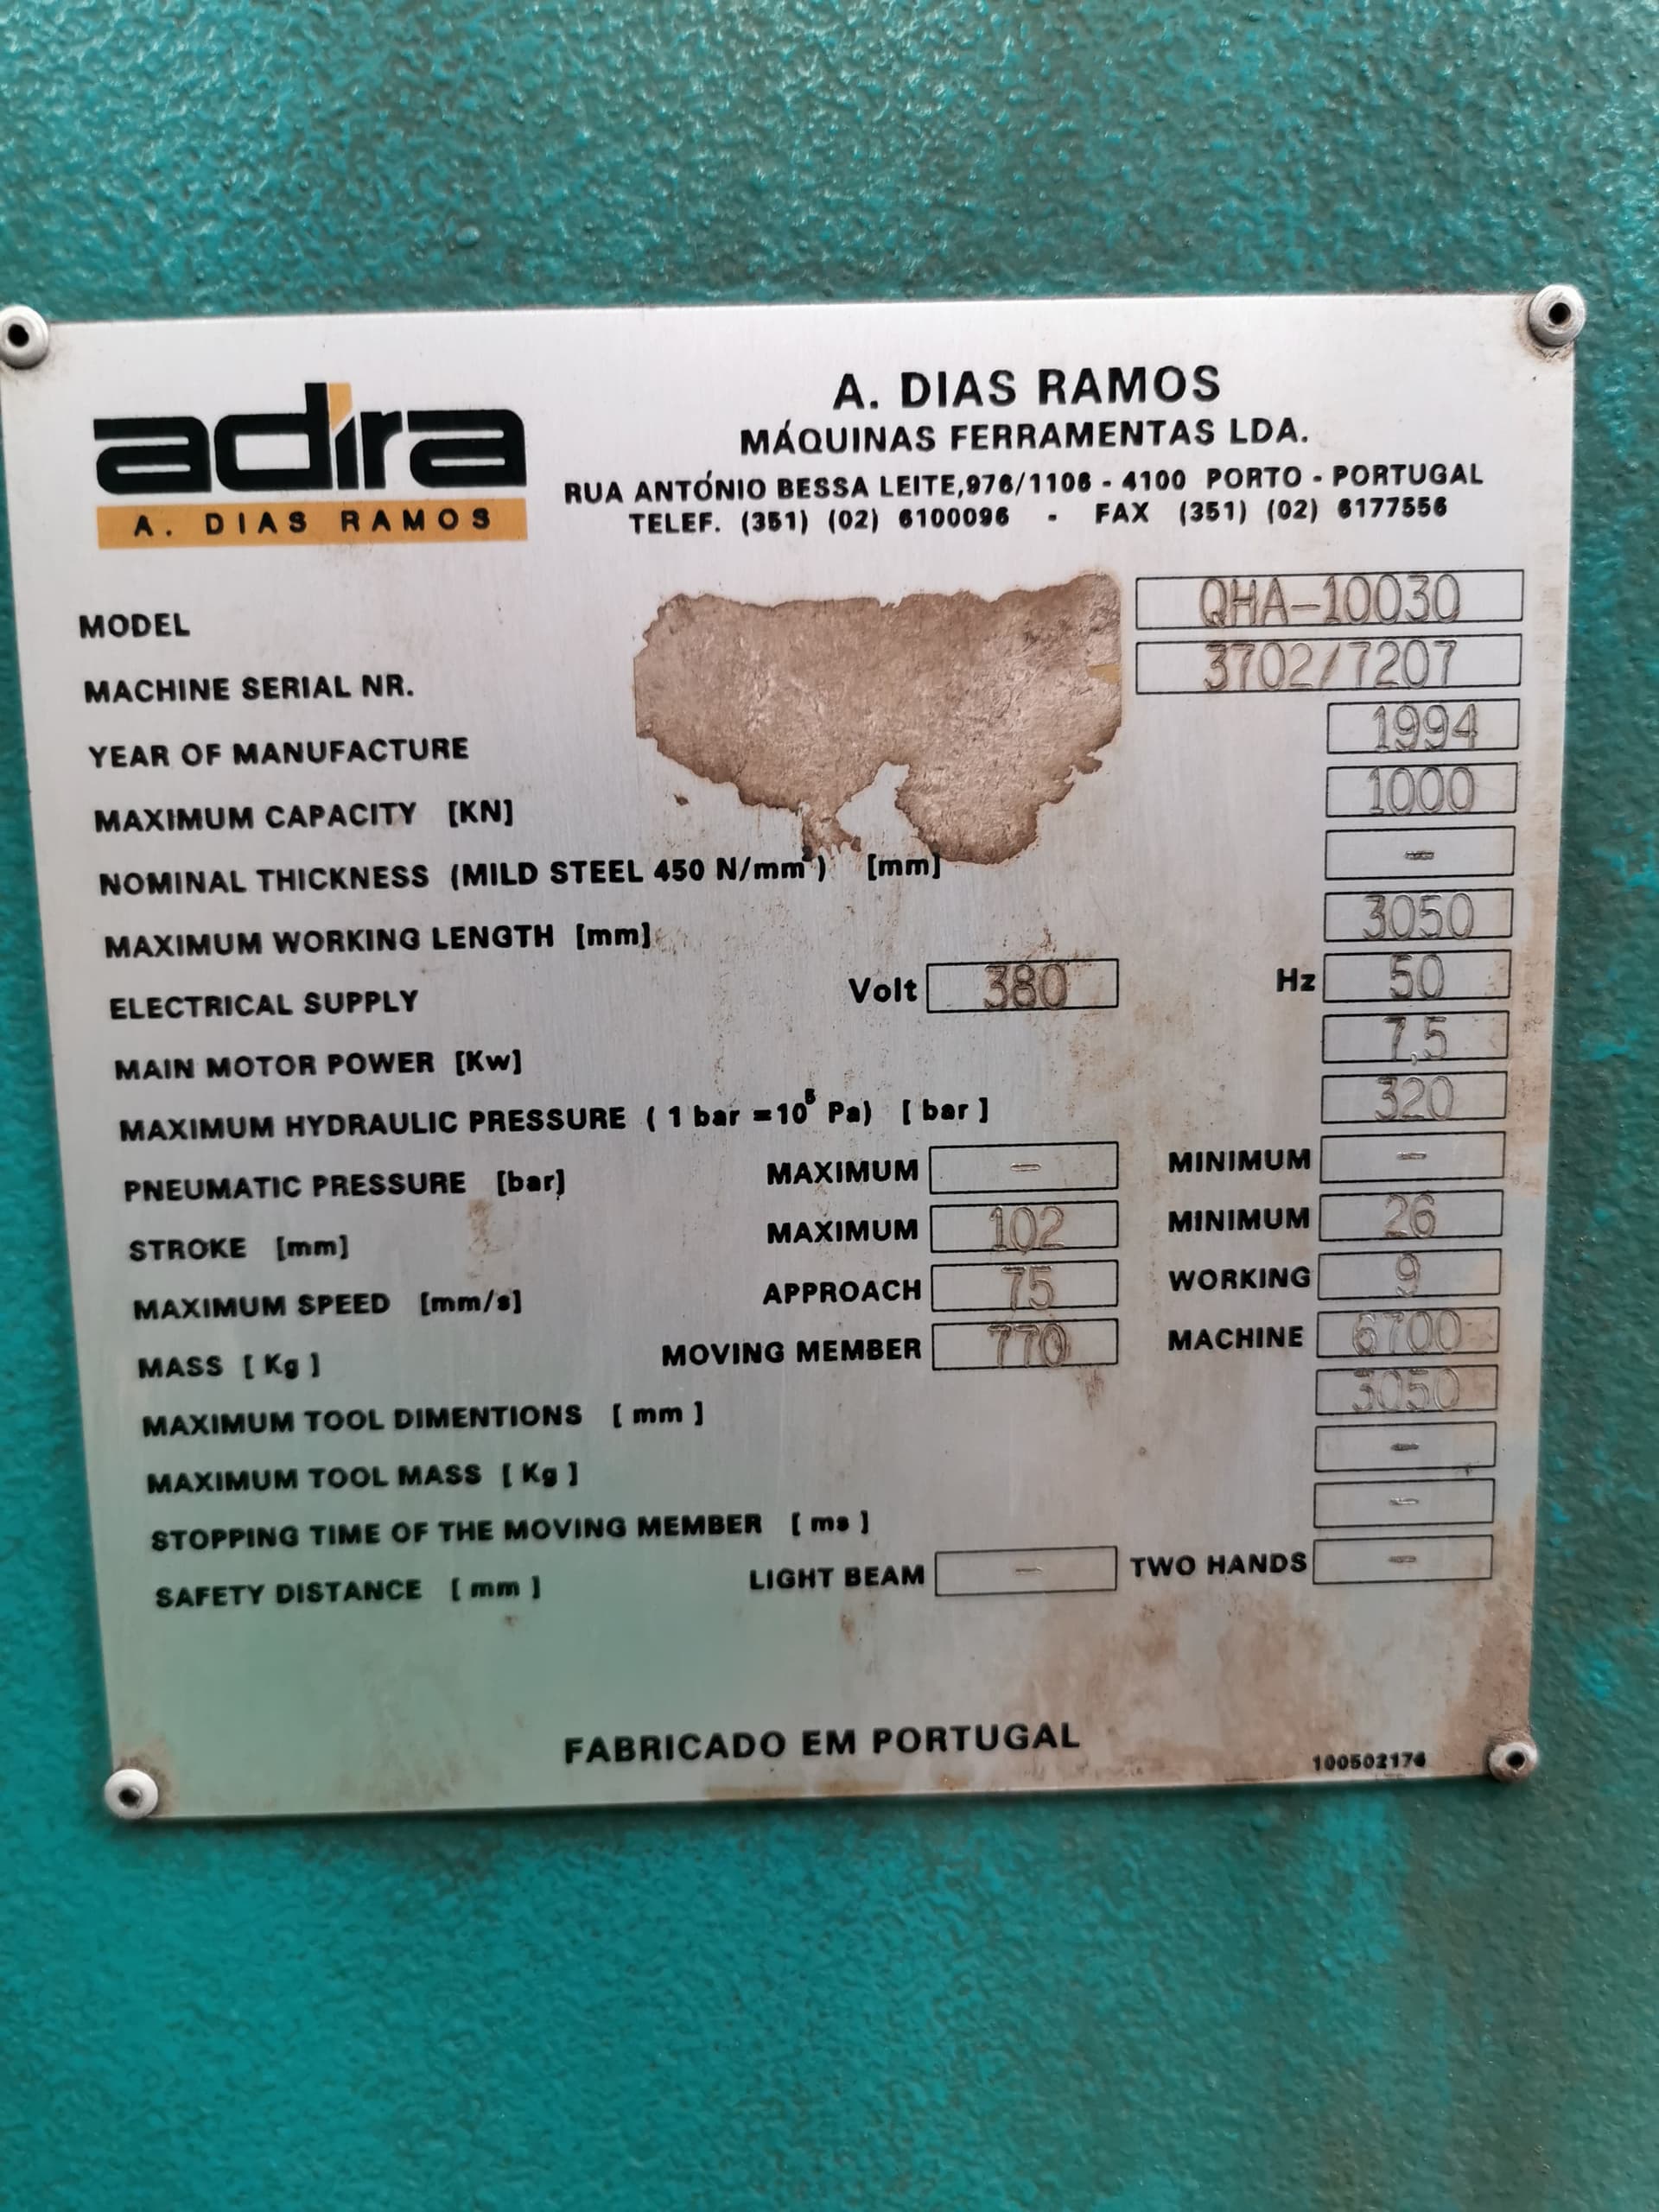 adira
A. DIAS RAMOS
A. DIAS RAMOS
MÁQUINAS FERRAMENTAS LDA.
RUA ANTÓNIO BESSA LEITE,976/1106 - 4100 PORTO - PORTUGAL
TELEF. (351) (02) 6100096 - FAX (351) (02) 6177556
MODEL QHA-10030
MACHINE SERIAL NR. 3702/7207
YEAR OF MANUFACTURE 1994
MAXIMUM CAPACITY [KN] 1000
NOMINAL THICKNESS (MILD STEEL 450 N/mm²) [mm] -
MAXIMUM WORKING LENGTH [mm] 3050
ELECTRICAL SUPPLY Volt 380 Hz 50
MAIN MOTOR POWER [Kw] 7,5
MAXIMUM HYDRAULIC PRESSURE ( 1 bar =10⁵ Pa) [ bar ] 320
PNEUMATIC PRESSURE [bar] MAXIMUM - MINIMUM -
STROKE [mm] MAXIMUM 102 MINIMUM 26
MAXIMUM SPEED [mm/s] APPROACH 75 WORKING 9
MASS [ Kg ] MOVING MEMBER 770 MACHINE 6700
MAXIMUM TOOL DIMENTIONS [ mm ] 3050
MAXIMUM TOOL MASS [ Kg ] -
STOPPING TIME OF THE MOVING MEMBER [ ms ] -
SAFETY DISTANCE [ mm ] LIGHT BEAM - TWO HANDS -
FABRICADO EM PORTUGAL
100502174